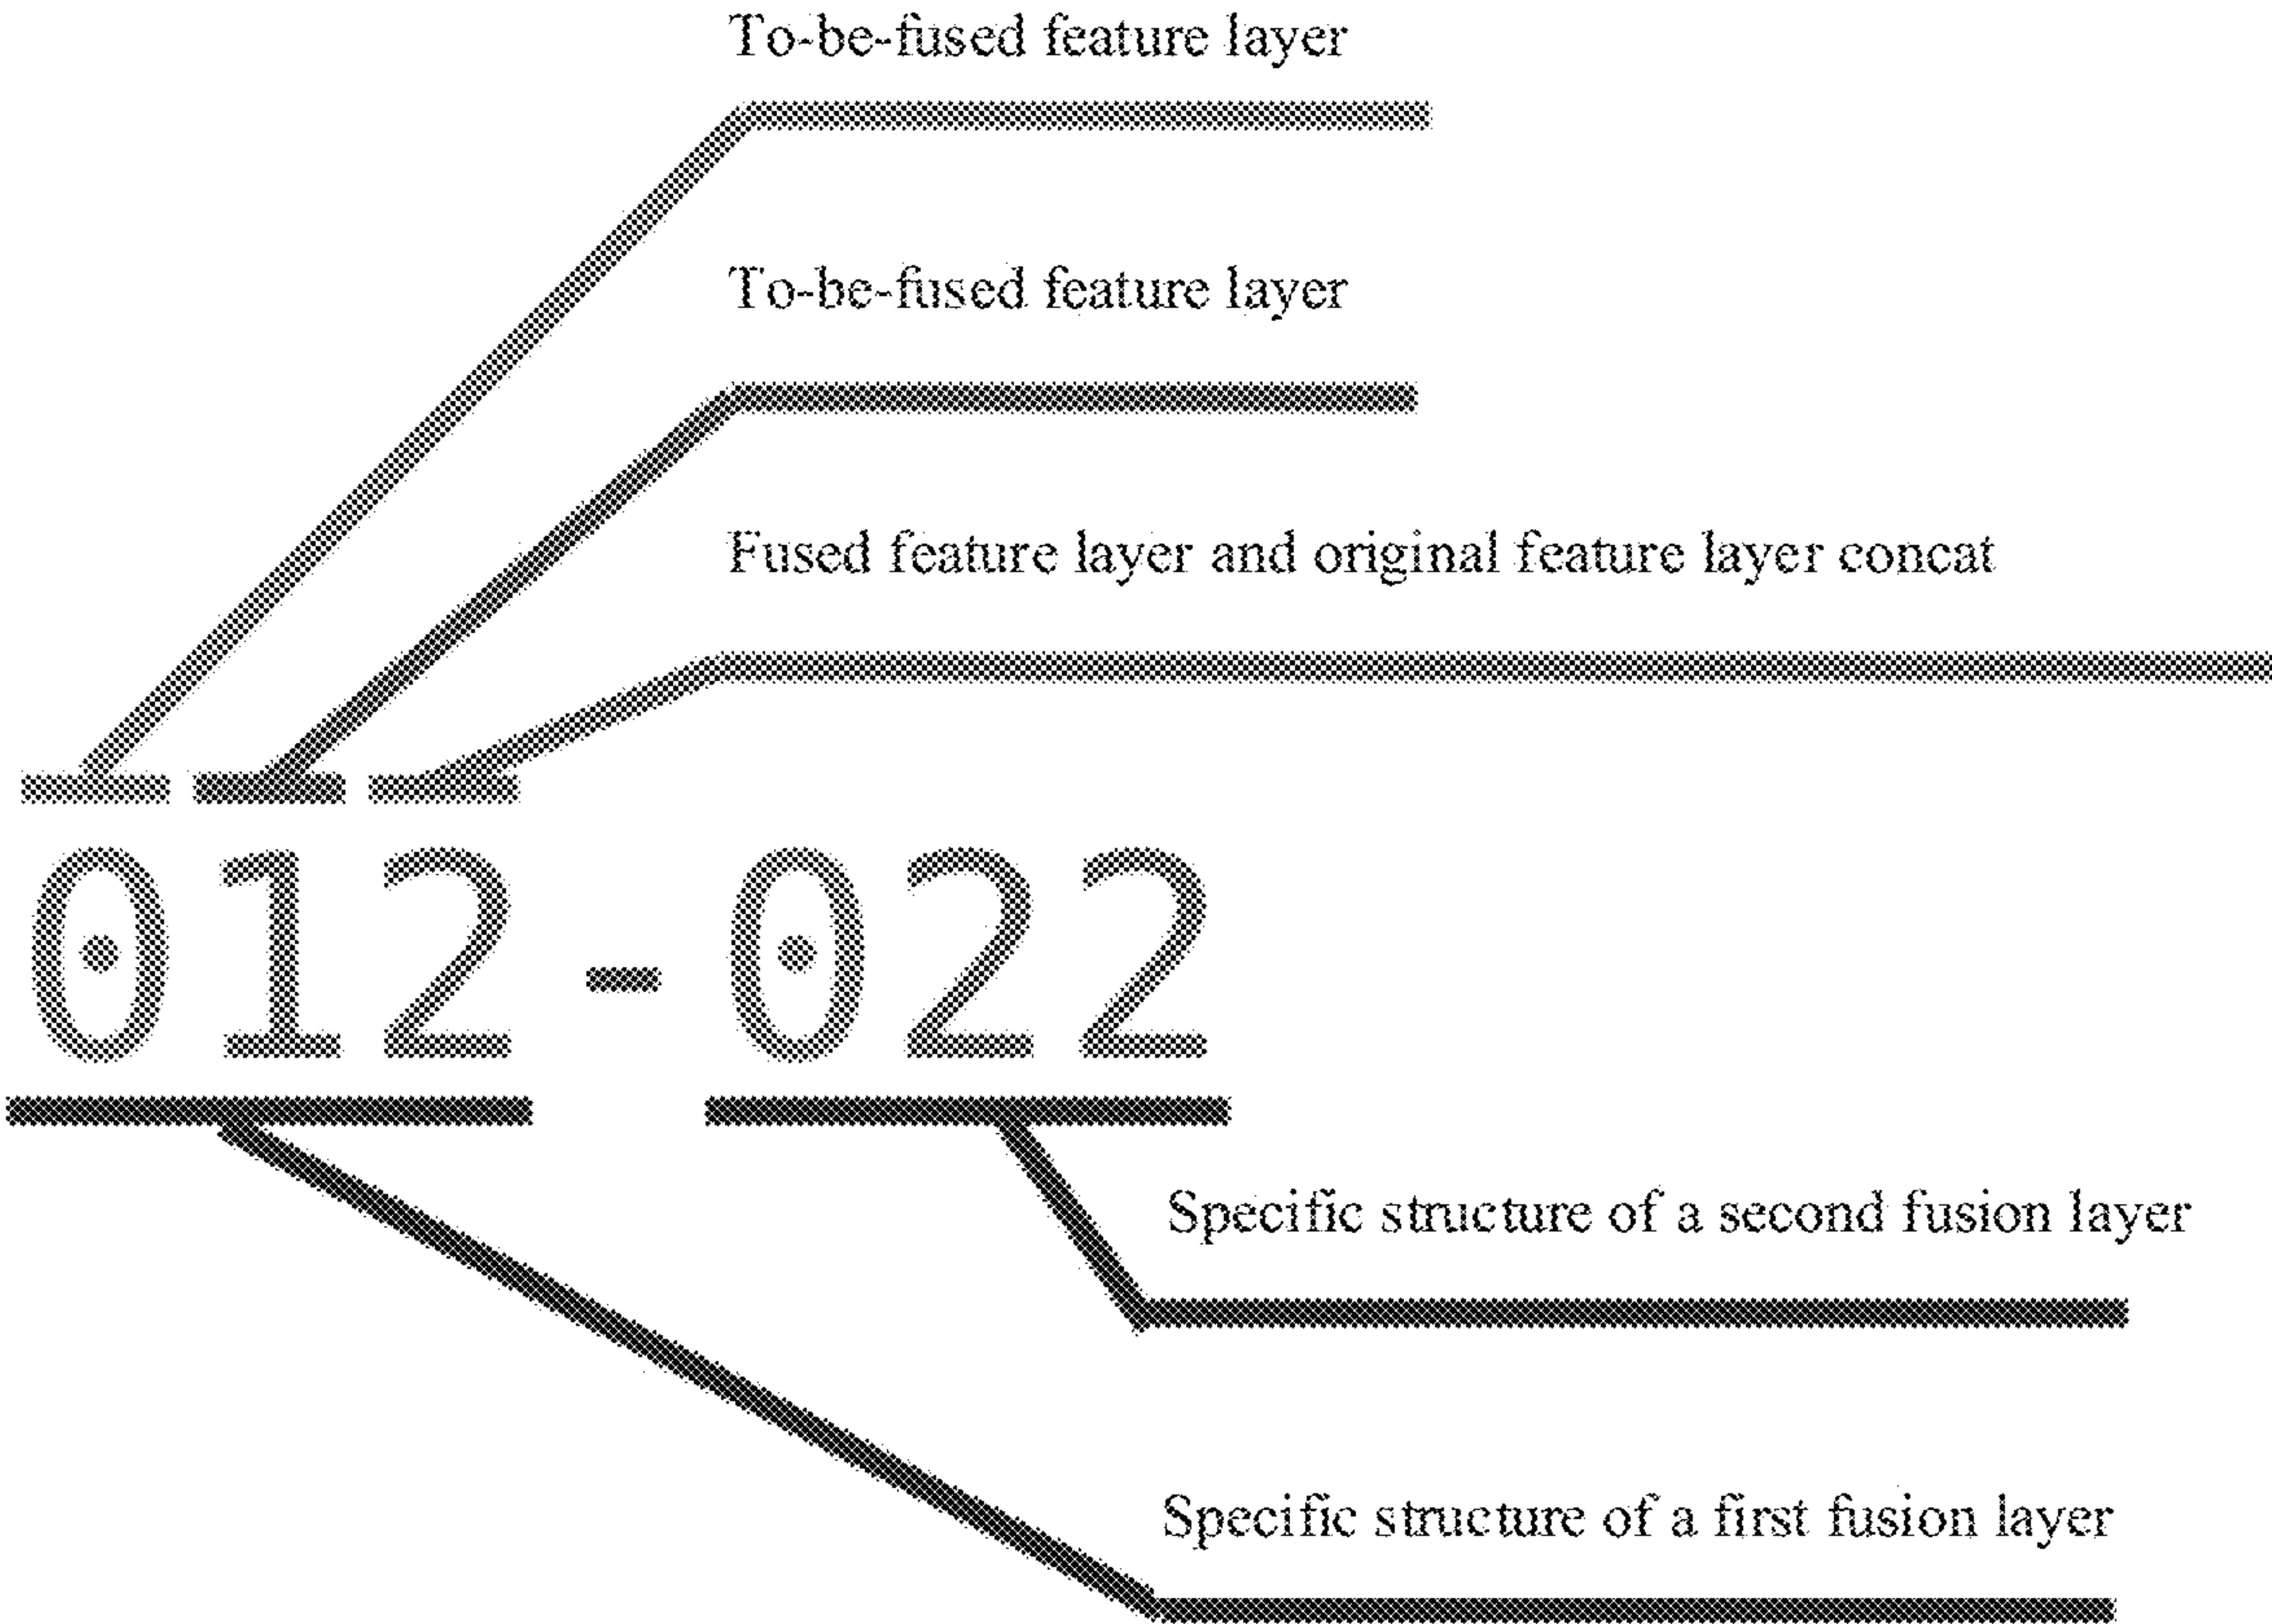 To-be-fused feature layer
To-be-fused feature layer
Fused feature layer and original feature layer concat
012-022
Specific structure of a second fusion layer
Specific structure of a first fusion layer